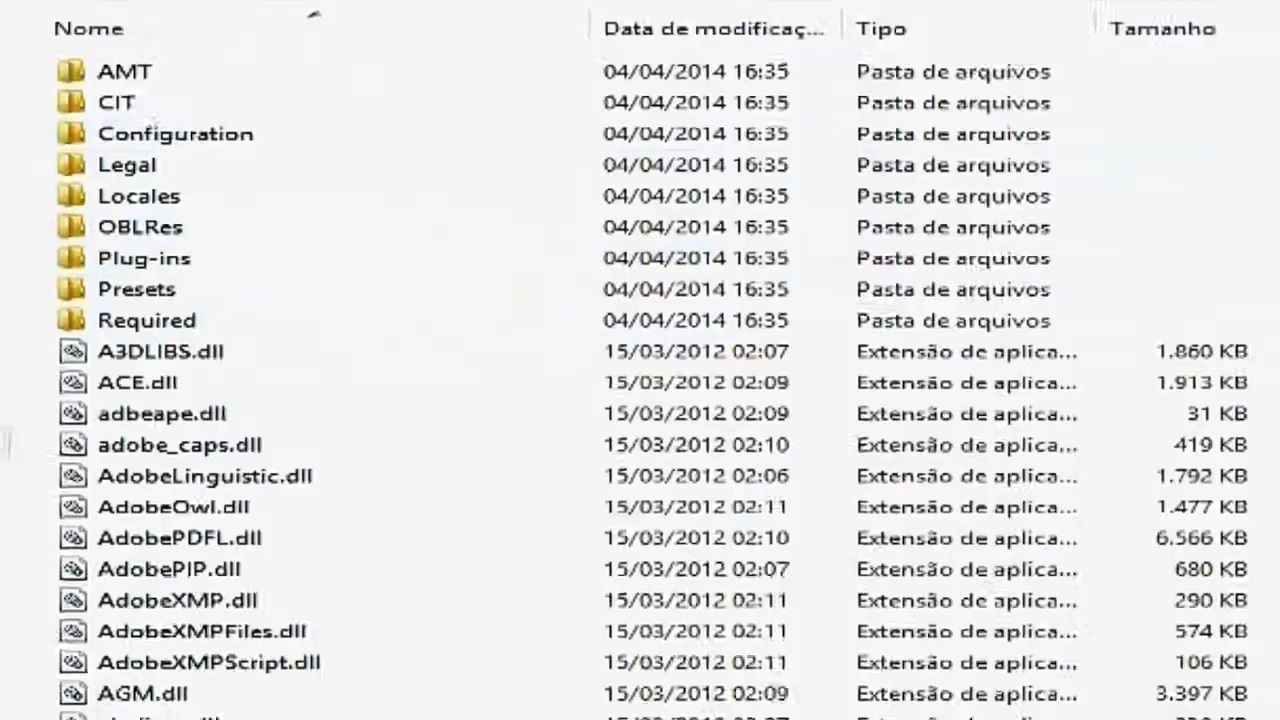 Nome Data de modificaç... Tipo Tamanho
AMT 04/04/2014 16:35 Pasta de arquivos
CIT 04/04/2014 16:35 Pasta de arquivos
Configuration 04/04/2014 16:35 Pasta de arquivos
Legal 04/04/2014 16:35 Pasta de arquivos
Locales 04/04/2014 16:35 Pasta de arquivos
OBLRes 04/04/2014 16:35 Pasta de arquivos
Plug-ins 04/04/2014 16:35 Pasta de arquivos
Presets 04/04/2014 16:35 Pasta de arquivos
Required 04/04/2014 16:35 Pasta de arquivos
A3DLIBS.dll 15/03/2012 02:07 Extensão de aplica... 1.860 KB
ACE.dll 15/03/2012 02:09 Extensão de aplica... 1.913 KB
adbeape.dll 15/03/2012 02:09 Extensão de aplica... 31 KB
adobe_caps.dll 15/03/2012 02:10 Extensão de aplica... 419 KB
AdobeLinguistic.dll 15/03/2012 02:06 Extensão de aplica... 1.792 KB
AdobeOwl.dll 15/03/2012 02:11 Extensão de aplica... 1.477 KB
AdobePDFL.dll 15/03/2012 02:10 Extensão de aplica... 6.566 KB
AdobePIP.dll 15/03/2012 02:07 Extensão de aplica... 680 KB
AdobeXMP.dll 15/03/2012 02:11 Extensão de aplica... 290 KB
AdobeXMPFiles.dll 15/03/2012 02:11 Extensão de aplica... 574 KB
AdobeXMPScript.dll 15/03/2012 02:11 Extensão de aplica... 106 KB
AGM.dll 15/03/2012 02:09 Extensão de aplica... 3.397 KB